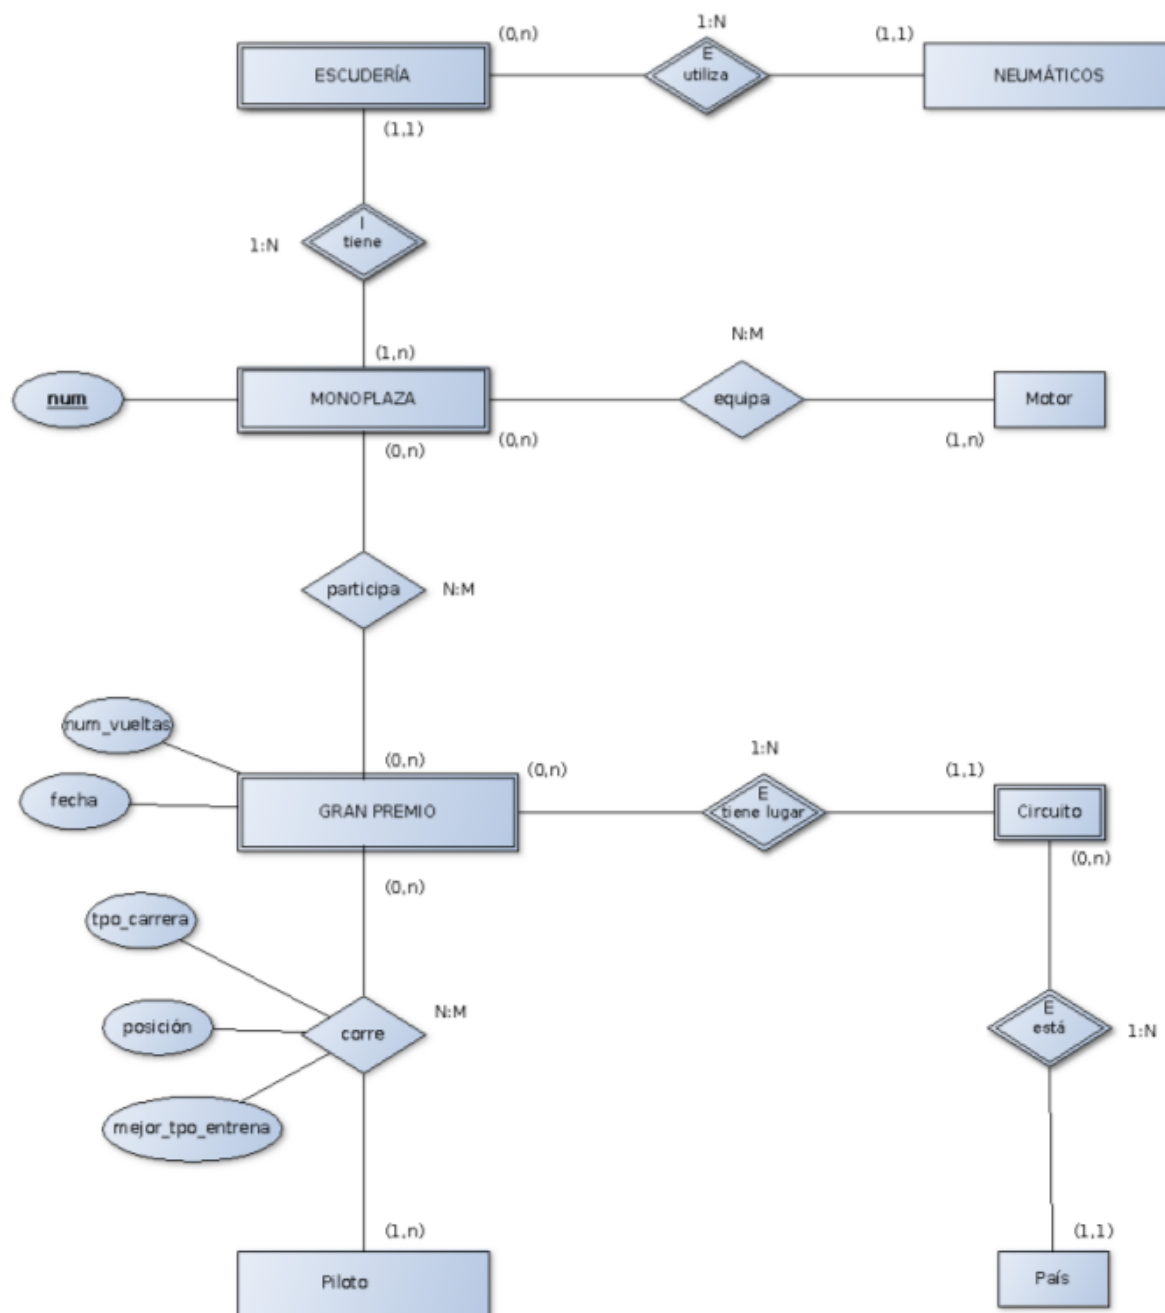 1:N
(0,n)
(1,1)
ESCUDERÍA
E
utiliza
NEUMÁTICOS
(1,1)
I
tiene
1:N
(1,n)
N:M
num
MONOPLAZA
equipa
Motor
(0,n)
(0,n)
(1,n)
participa
N:M
num_vueltas
(0,n)
(0,n)
1:N
(1,1)
fecha
GRAN PREMIO
E
tiene lugar
Circuito
(0,n)
(0,n)
tpo_carrera
N:M
E
está
1:N
posición
corre
mejor_tpo_entrena
(1,n)
(1,1)
Piloto
País